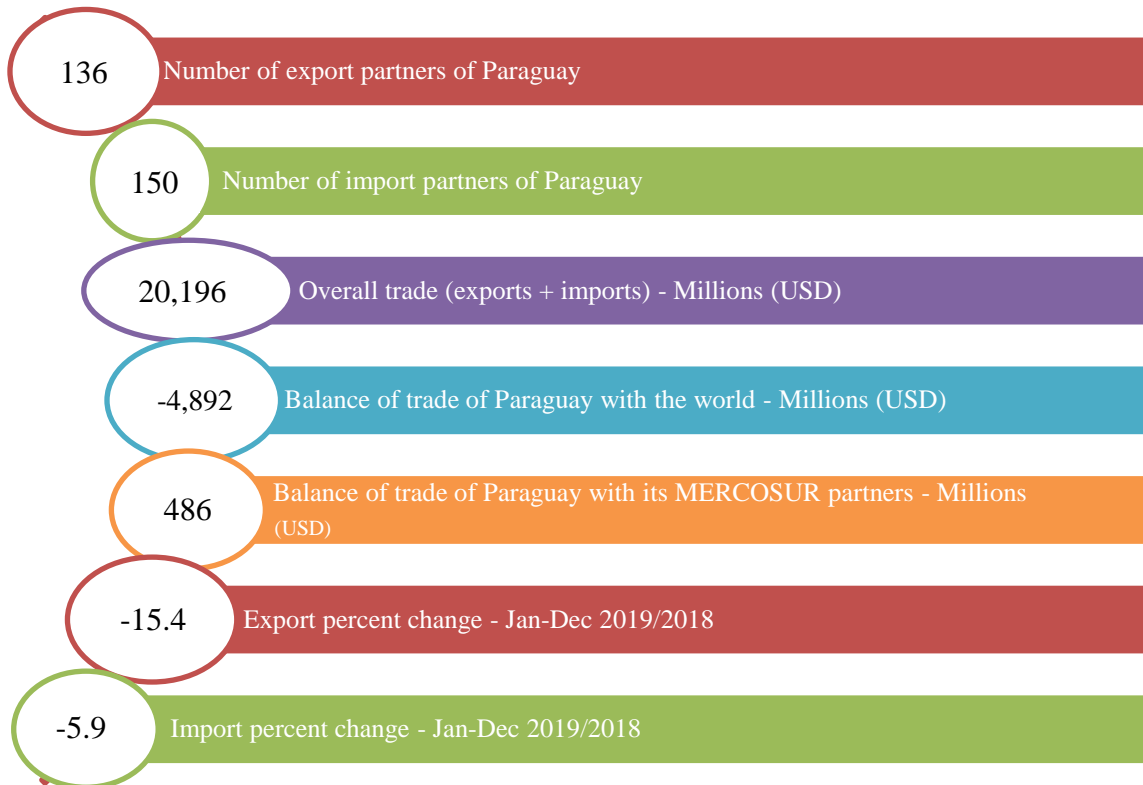 136
Number of export partners of Paraguay
150
Number of import partners of Paraguay
20,196
Overall trade (exports + imports) - Millions (USD)
-4,892
Balance of trade of Paraguay with the world - Millions (USD)
486
Balance of trade of Paraguay with its MERCOSUR partners - Millions
(USD)
-15.4
Export percent change - Jan-Dec 2019/2018
-5.9
Import percent change - Jan-Dec 2019/2018